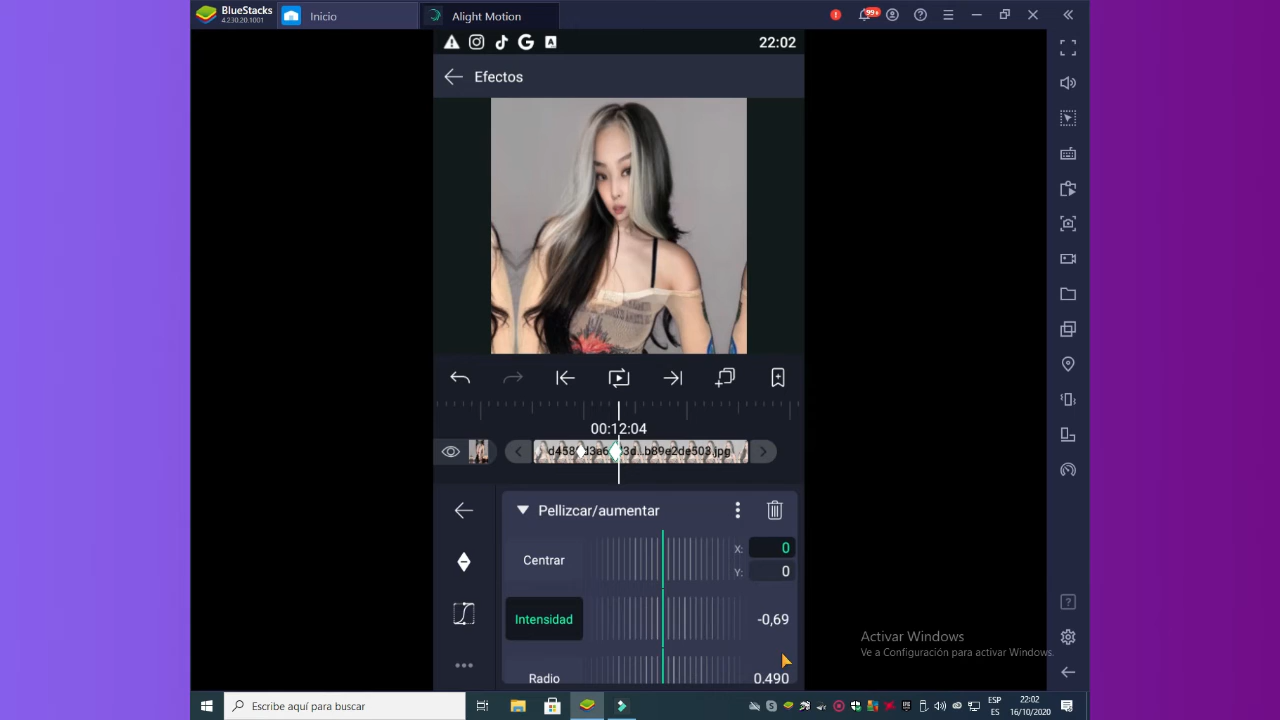 BlueStacks
4.230.20.1001
Inicio
Alight Motion
99+
22:02
Efectos
00:12:04
Pellizcar/aumentar
Centrar
X: 0
Y: 0
Intensidad
-0,69
Radio
0.490
Activar Windows
Ve a Configuración para activar Windows.
Escribe aquí para buscar
ESP
ES
22:02
16/10/2020